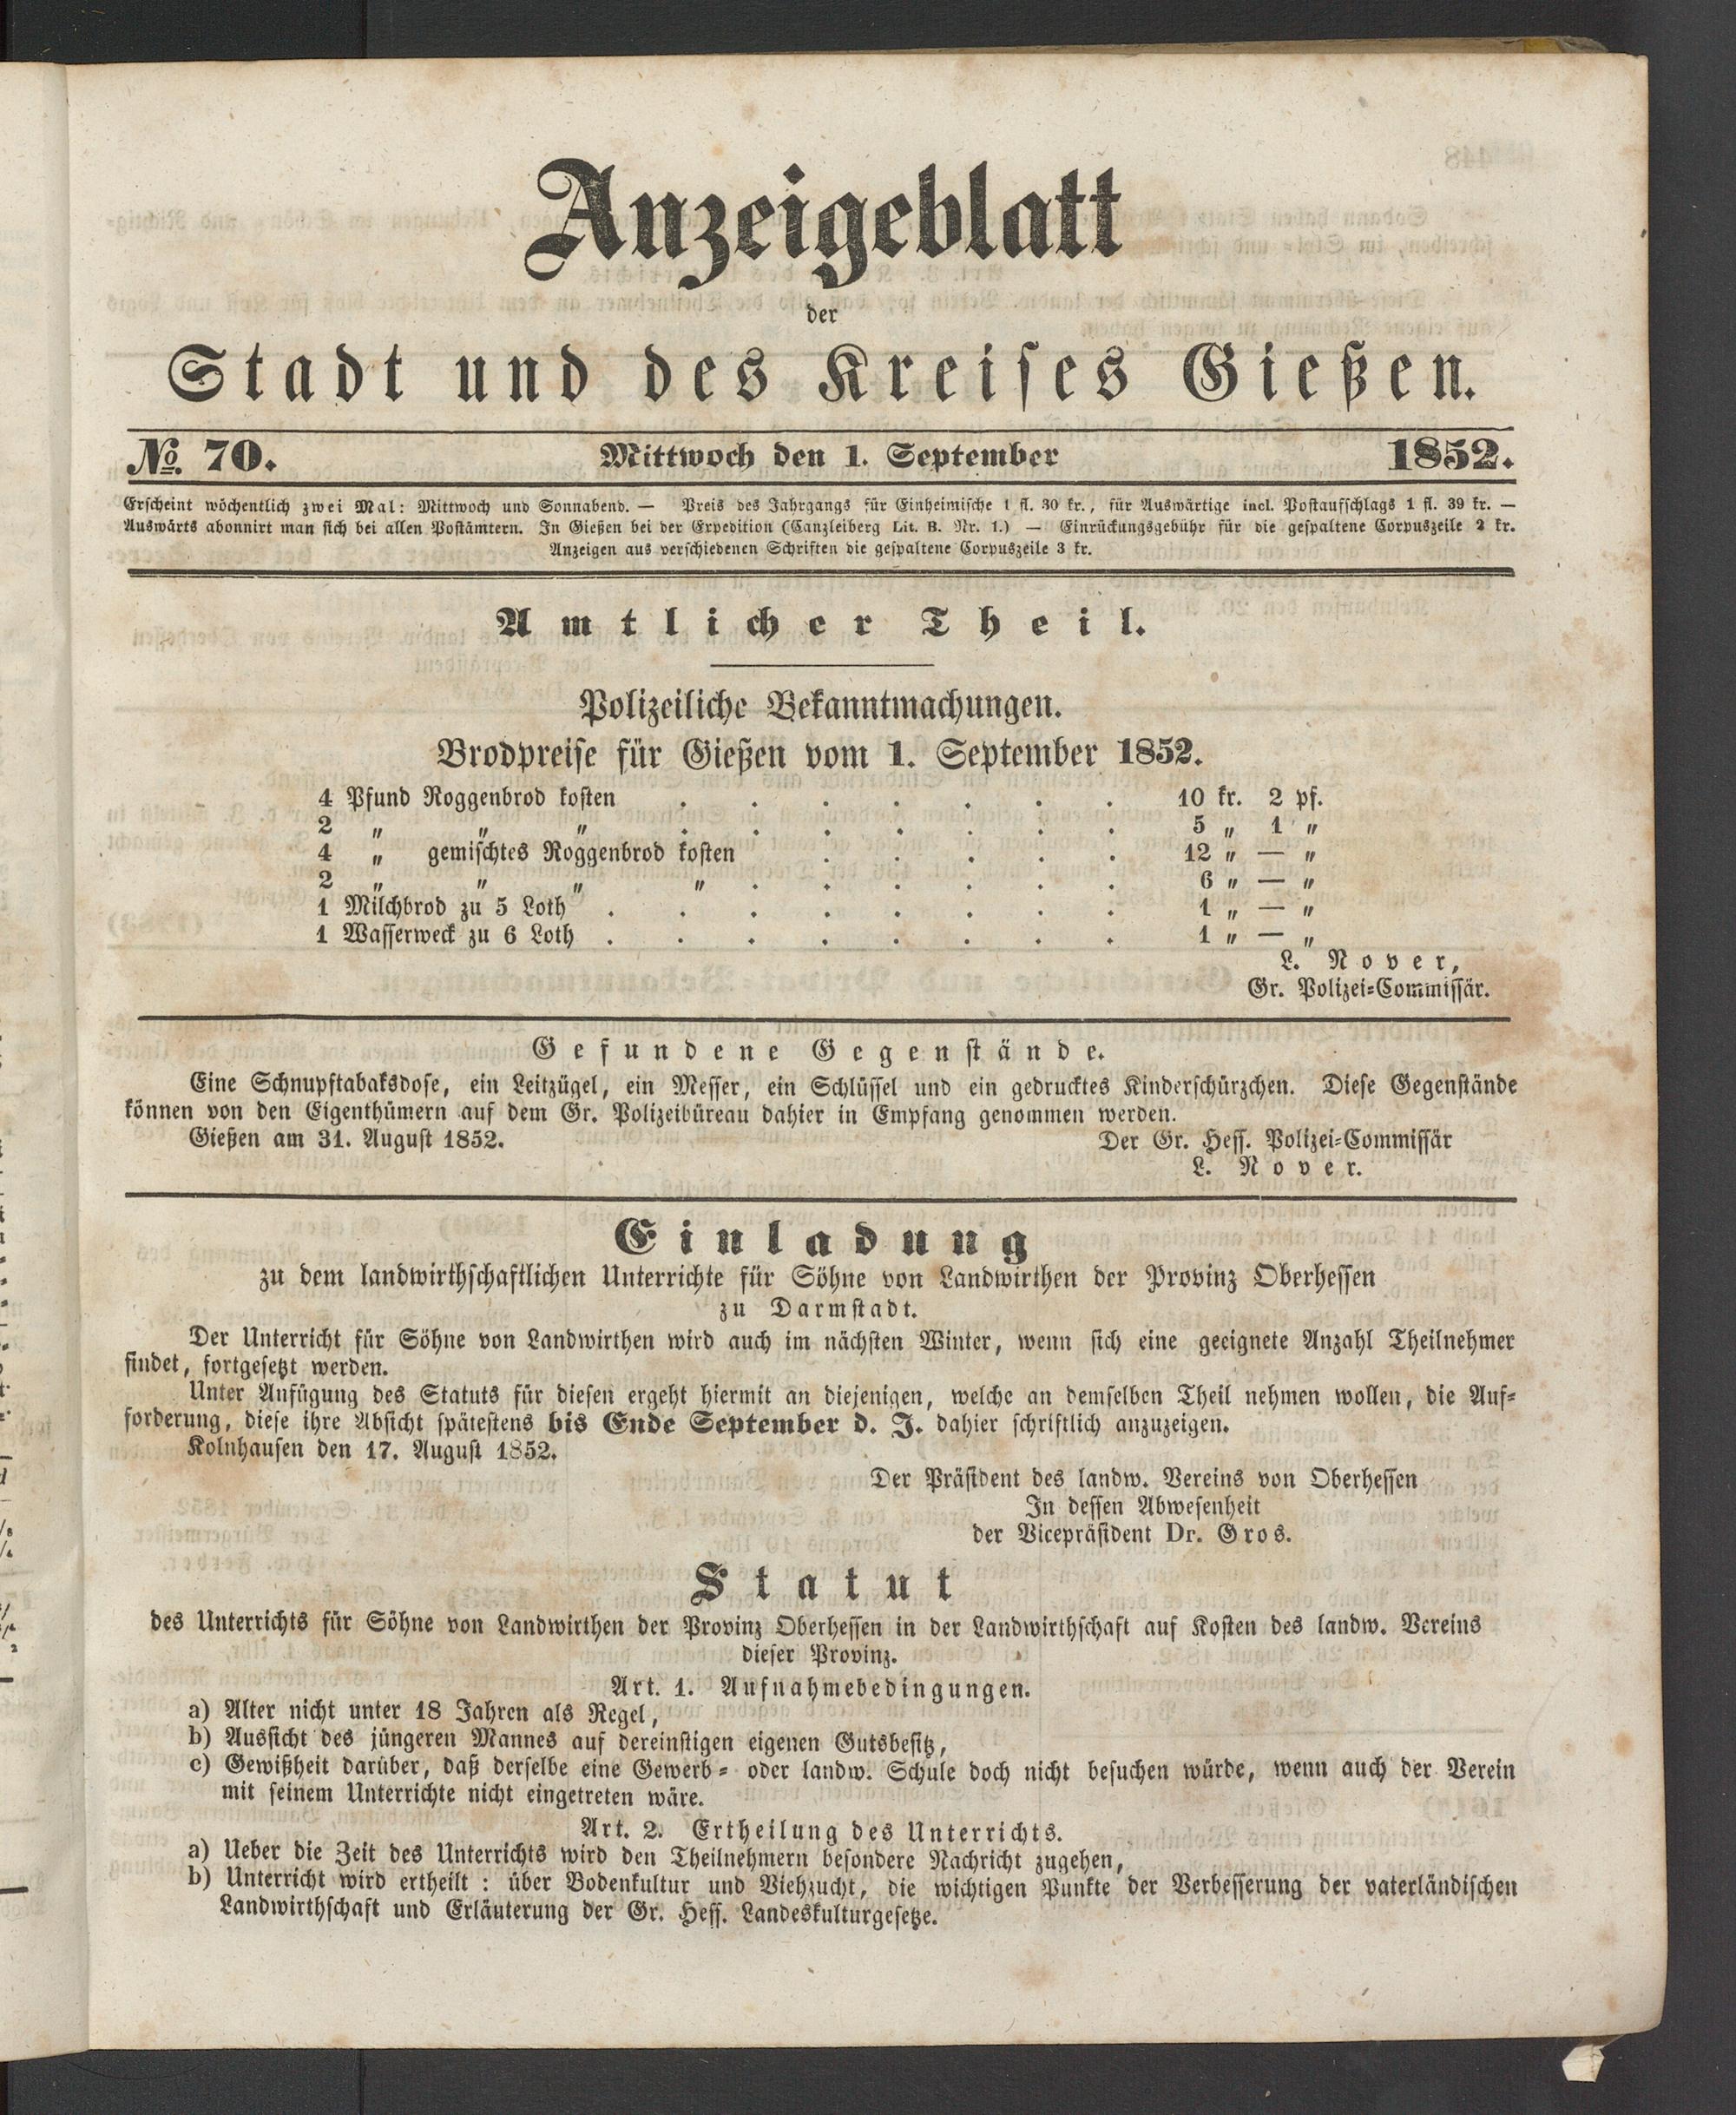 Anzeigeblatt
der
Stadt und des Kreises Gießen.
No. 70. Mittwoch den 1. September 1852.
Erscheint wöchentlich zwei Mal: Mittwoch und Sonnabend. — Preis des Jahrgangs für Einheimische 1 fl. 30 kr., für Auswärtige incl. Postaufschlags 1 fl. 39 kr. —
Auswärts abonnirt man sich bei allen Postämtern. In Gießen bei der Expedition (Canzleiberg Lit. B. Nr. 1.) — Einrückungsgebühr für die gespaltene Corpuszeile 2 kr.
Anzeigen aus verschiedenen Schriften die gespaltene Corpuszeile 3 kr.
Amtlicher Theil.
Polizeiliche Bekanntmachungen.
Brodpreise für Gießen vom 1. September 1852.
4 Pfund Roggenbrod kosten . . . . . . . 10 kr. 2 pf.
2 „ „ „ . . . . . . . 5 „ 1 „
4 „ gemischtes Roggenbrod kosten . . . . . 12 „ — „
2 „ „ „ „ . . . . . . 6 „ — „
1 Milchbrod zu 5 Loth . . . . . . . . 1 „ — „
1 Wasserweck zu 6 Loth . . . . . . . . 1 „ — „
L. Nover,
Gr. Polizei-Commissär.
Gefundene Gegenstände.
Eine Schnupftabaksdose, ein Leitzügel, ein Messer, ein Schlüssel und ein gedrucktes Kinderschürzchen. Diese Gegenstände
können von den Eigenthümern auf dem Gr. Polizeibüreau dahier in Empfang genommen werden.
Gießen am 31. August 1852. Der Gr. Hess. Polizei-Commissär
L. Nover.
Einladung
zu dem landwirthschaftlichen Unterrichte für Söhne von Landwirthen der Provinz Oberhessen
zu Darmstadt.
Der Unterricht für Söhne von Landwirthen wird auch im nächsten Winter, wenn sich eine geeignete Anzahl Theilnehmer
findet, fortgesetzt werden.
Unter Anfügung des Statuts für diesen ergeht hiermit an diejenigen, welche an demselben Theil nehmen wollen, die Auf-
forderung, diese ihre Absicht spätestens bis Ende September d. J. dahier schriftlich anzuzeigen.
Kolnhausen den 17. August 1852.
Der Präsident des landw. Vereins von Oberhessen
In dessen Abwesenheit
der Vicepräsident Dr. Gros.
Statut
des Unterrichts für Söhne von Landwirthen der Provinz Oberhessen in der Landwirthschaft auf Kosten des landw. Vereins
dieser Provinz.
Art. 1. Aufnahmebedingungen.
a) Alter nicht unter 18 Jahren als Regel,
b) Aussicht des jüngeren Mannes auf dereinstigen eigenen Gutsbesitz,
c) Gewißheit darüber, daß derselbe eine Gewerb- oder landw. Schule doch nicht besuchen würde, wenn auch der Verein
mit seinem Unterrichte nicht eingetreten wäre.
Art. 2. Ertheilung des Unterrichts.
a) Ueber die Zeit des Unterrichts wird den Theilnehmern besondere Nachricht zugehen,
b) Unterricht wird ertheilt : über Bodenkultur und Viehzucht, die wichtigen Punkte der Verbesserung der vaterländischen
Landwirthschaft und Erläuterung der Gr. Hess. Landeskulturgesetze.